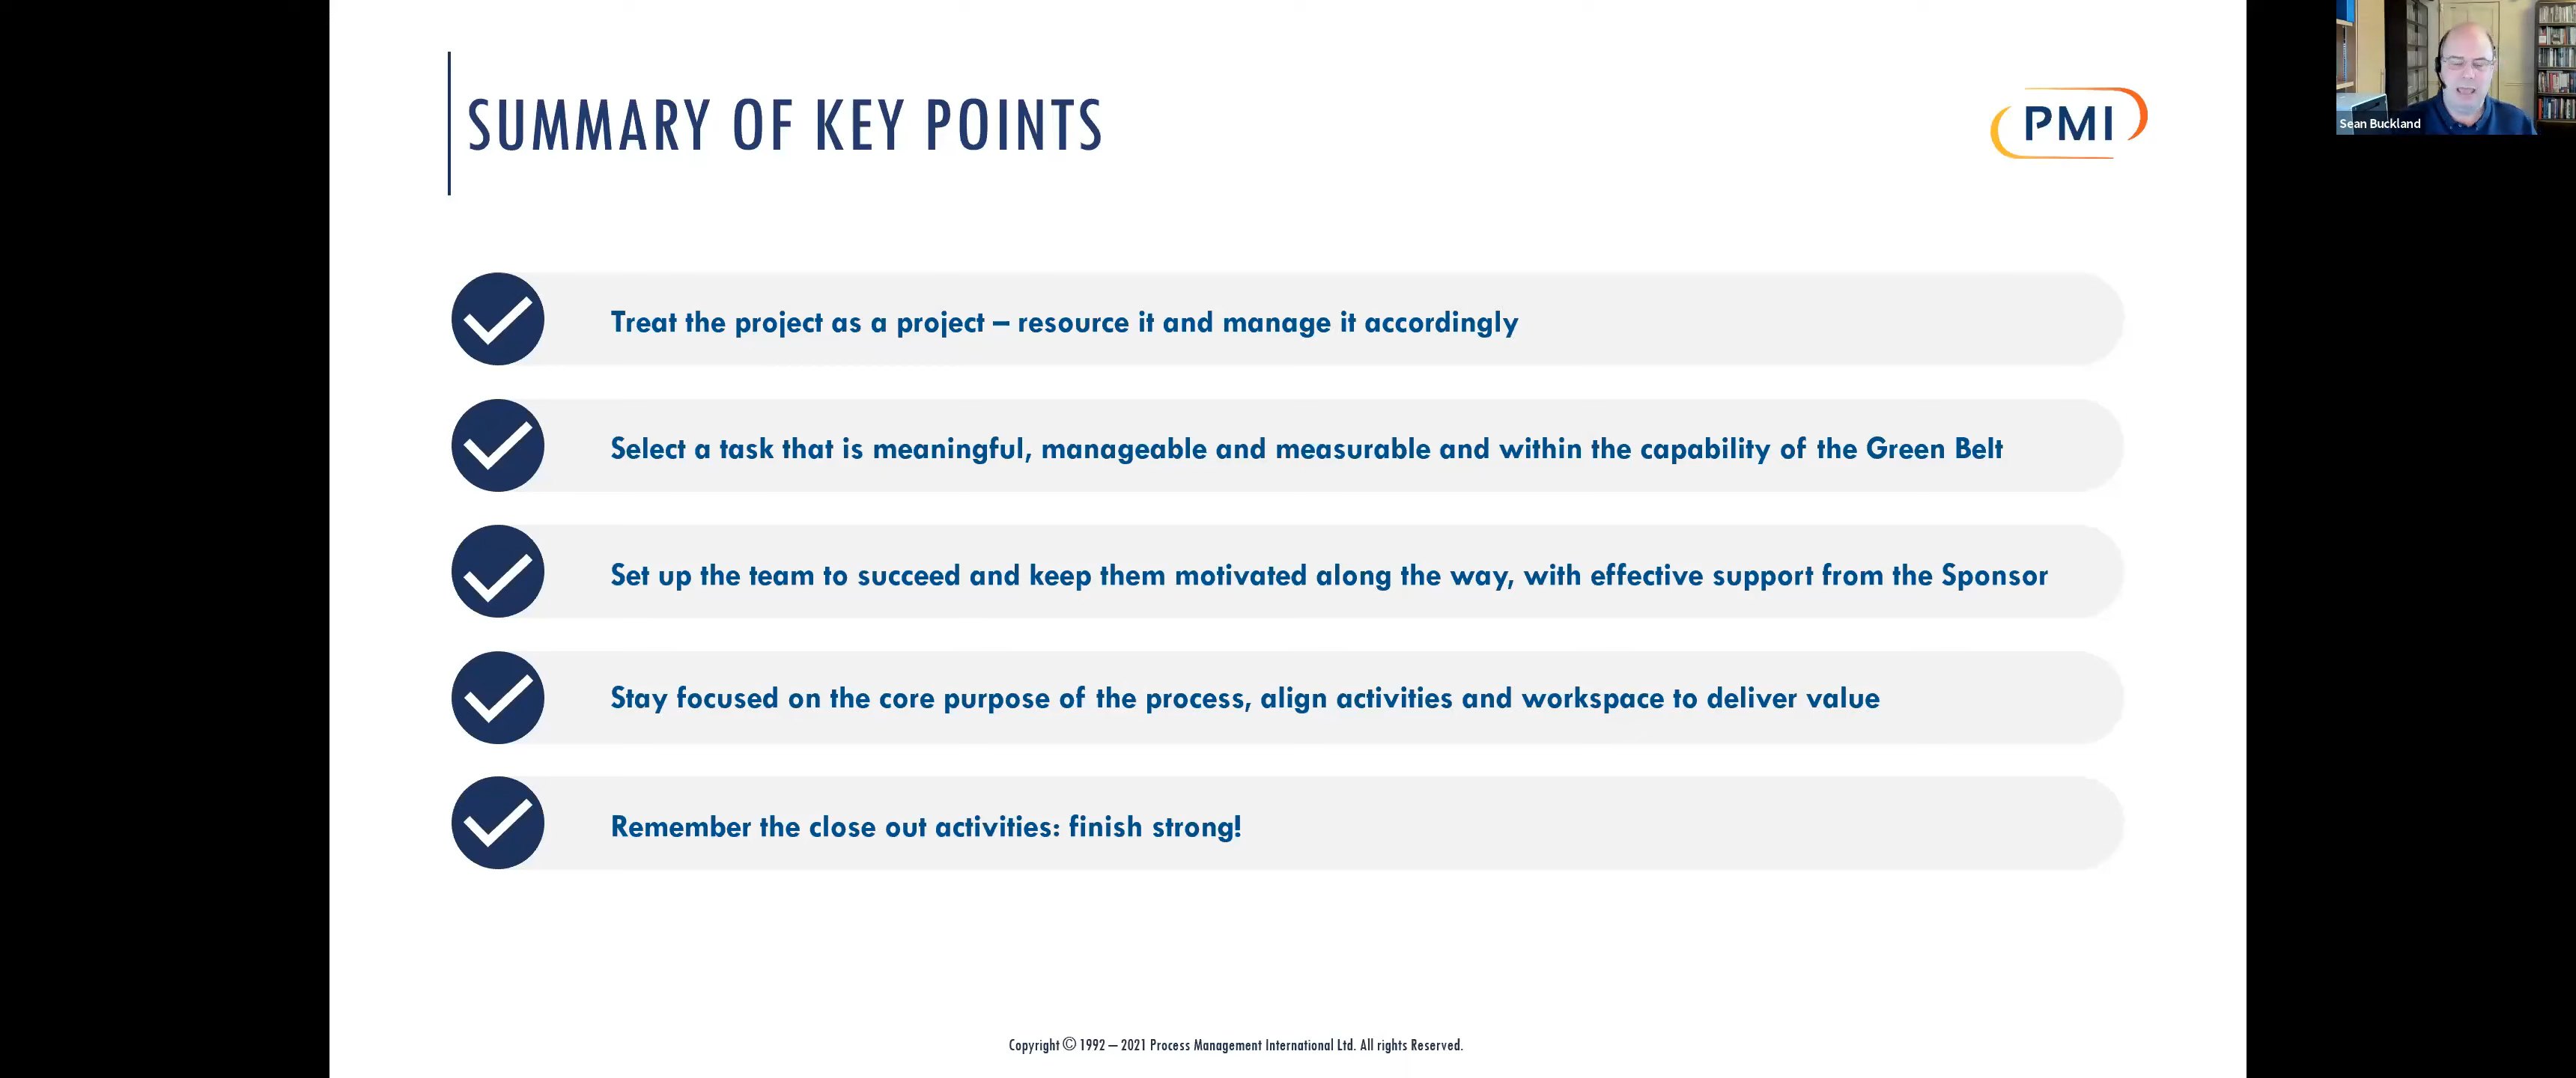 SUMMARY OF KEY POINTS
PMI
Sean Buckland
Treat the project as a project – resource it and manage it accordingly
Select a task that is meaningful, manageable and measurable and within the capability of the Green Belt
Set up the team to succeed and keep them motivated along the way, with effective support from the Sponsor
Stay focused on the core purpose of the process, align activities and workspace to deliver value
Remember the close out activities: finish strong!
Copyright © 1992 – 2021 Process Management International Ltd. All rights Reserved.